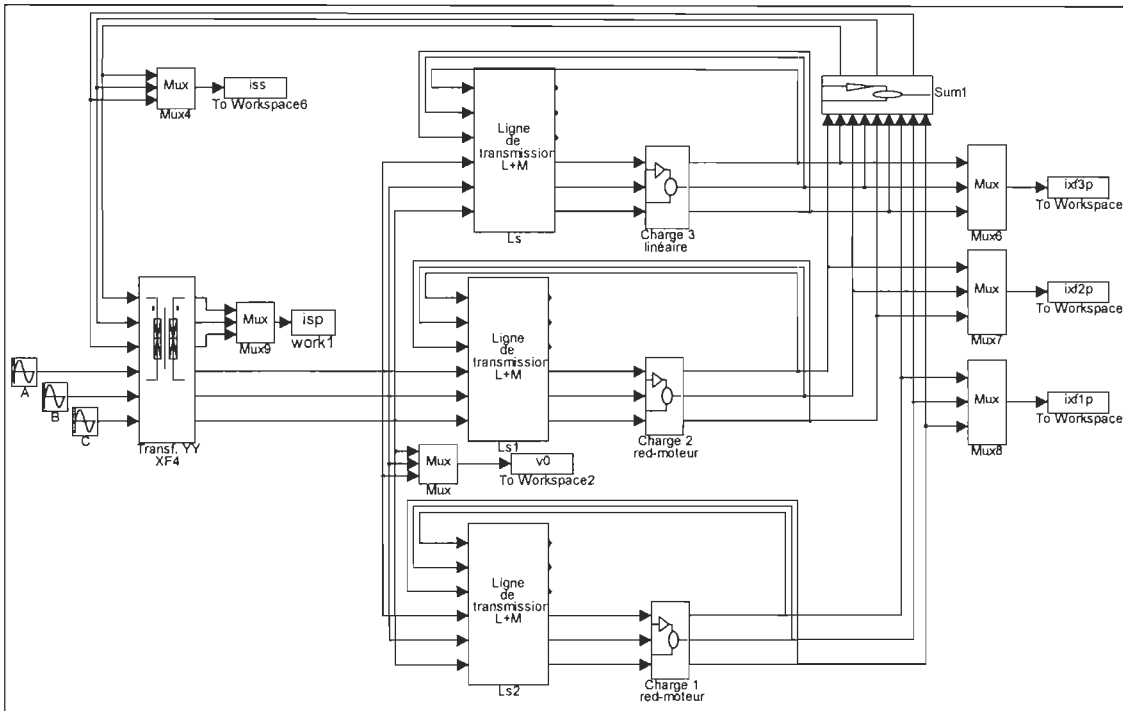 Mux
Mux4
iss
To Workspace6
Ligne
de
transmission
L+M
Ls
Charge 3
linéaire
Sum1
Mux
Mux6
ixf3p
To Workspace
Mux
Mux9
isp
work1
A
B
C
Transf. YY
XF4
Ligne
de
transmission
L+M
Ls1
Charge 2
red-moteur
Mux
Mux7
ixf2p
To Workspace
Mux
Mux
v0
To Workspace2
Mux
Mux8
ixf1p
To Workspace
Ligne
de
transmission
L+M
Ls2
Charge 1
red-moteur